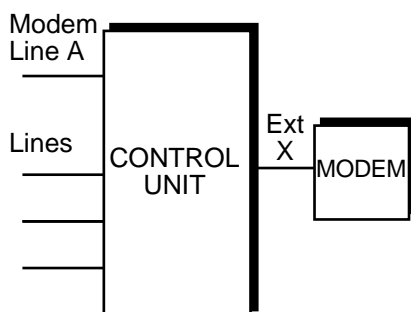 Modem
Line A
Lines
CONTROL
UNIT
Ext
X
MODEM